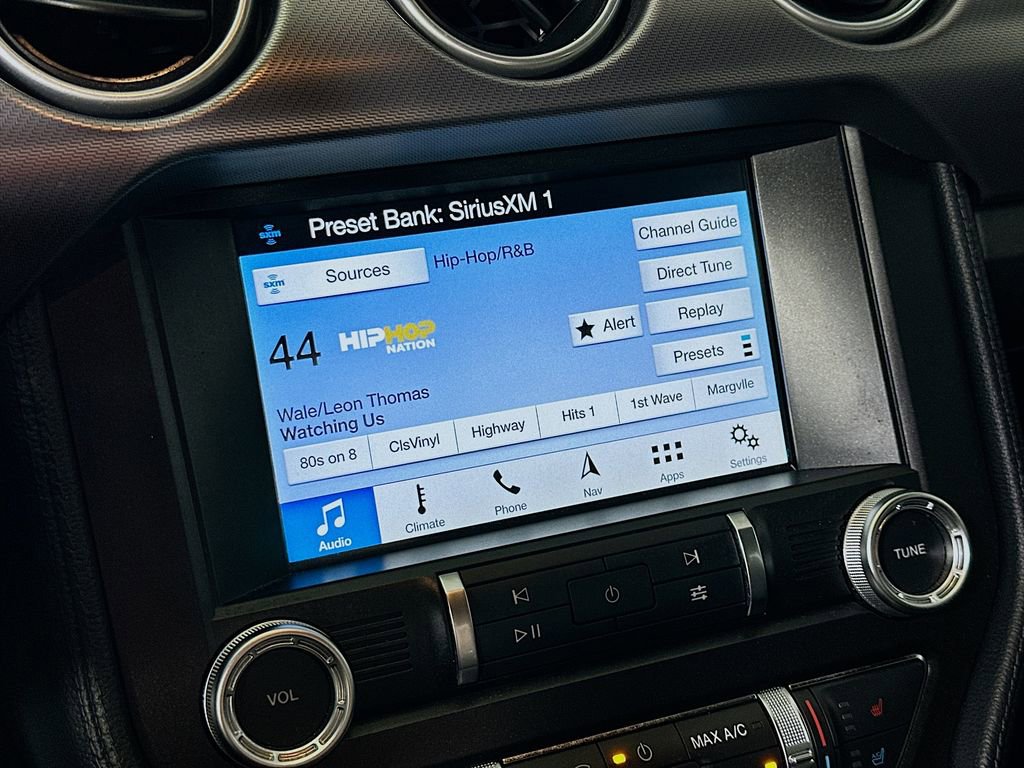 sxm
Preset Bank: SiriusXM 1
sxm
Sources
Hip-Hop/R&B
Channel Guide
Direct Tune
44
HIPHOP
NATION
Alert
Replay
Presets
Wale/Leon Thomas
Watching Us
80s on 8
ClsVinyl
Highway
Hits 1
1st Wave
Margvlle
Audio
Climate
Phone
Nav
Apps
Settings
VOL
TUNE
MAX A/C